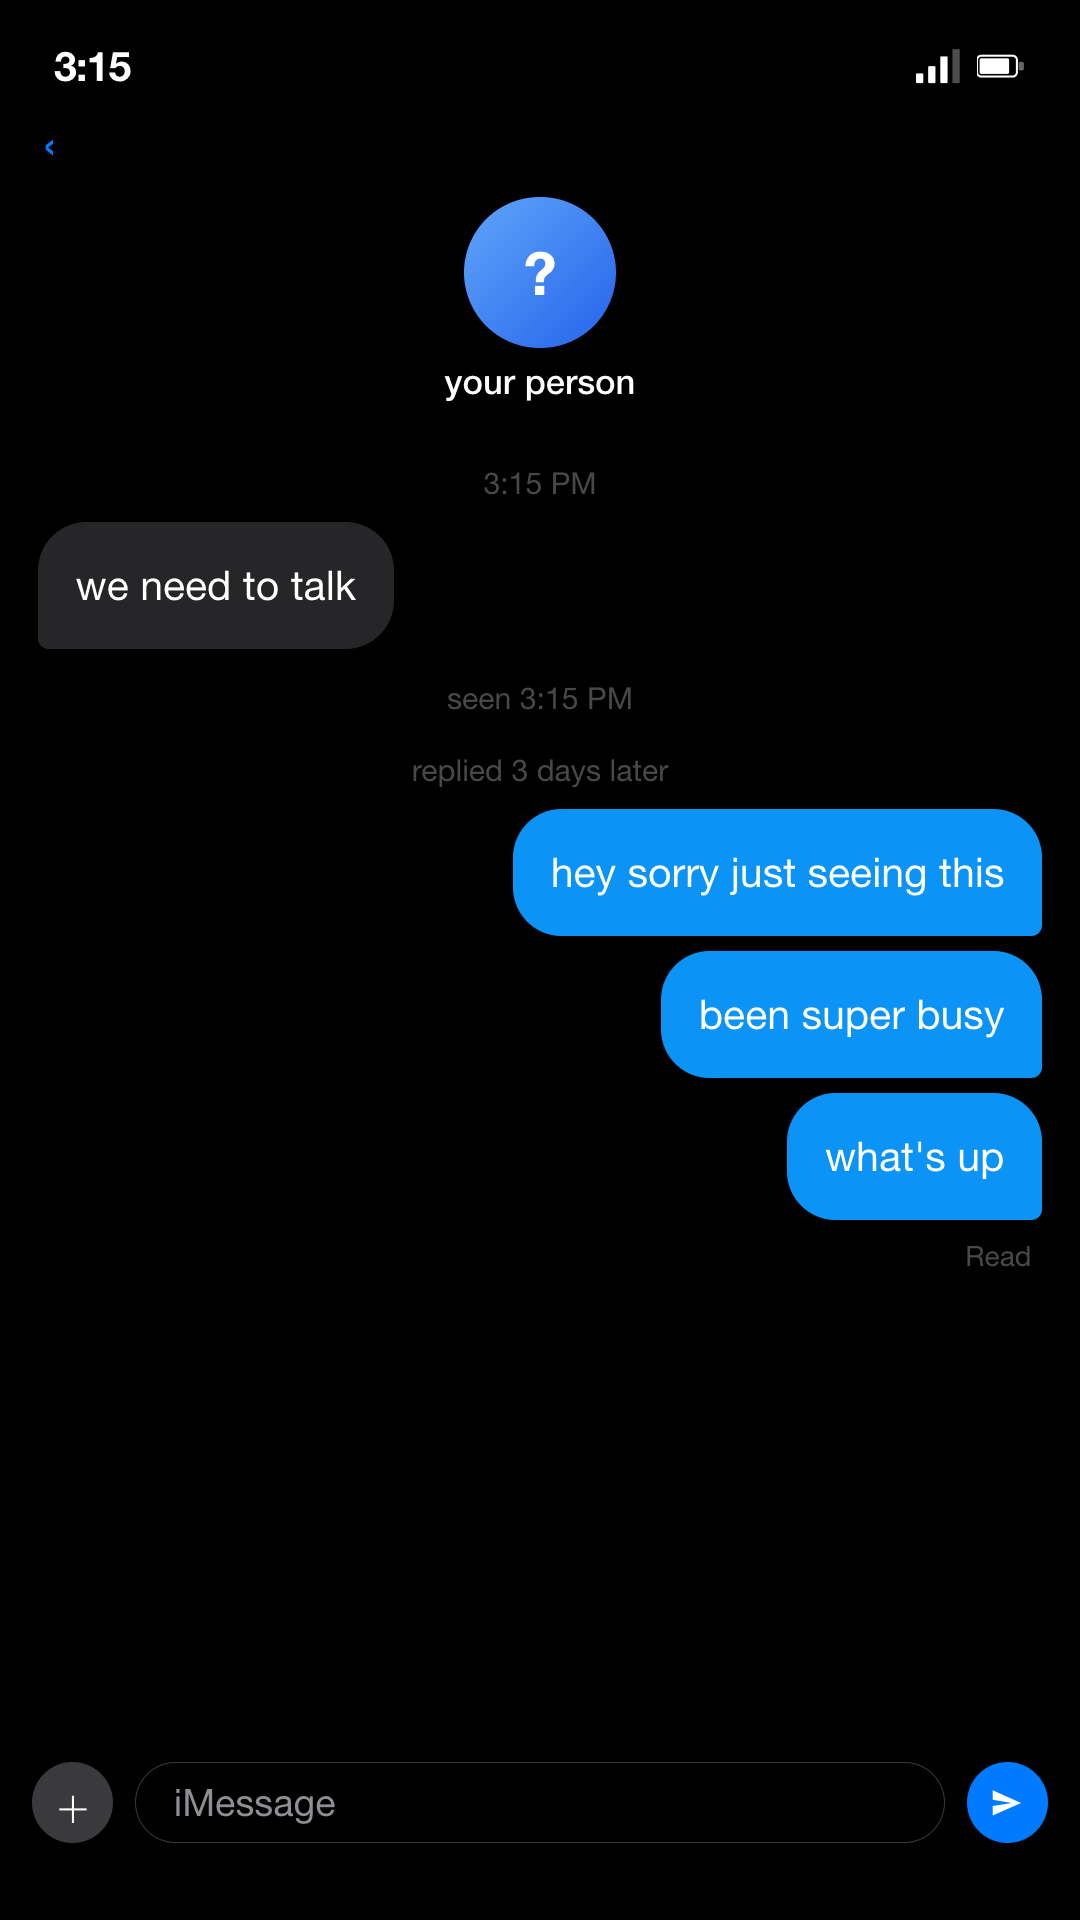 3:15
?
your person
3:15 PM
we need to talk
seen 3:15 PM
replied 3 days later
hey sorry just seeing this
been super busy
what's up
Read
iMessage